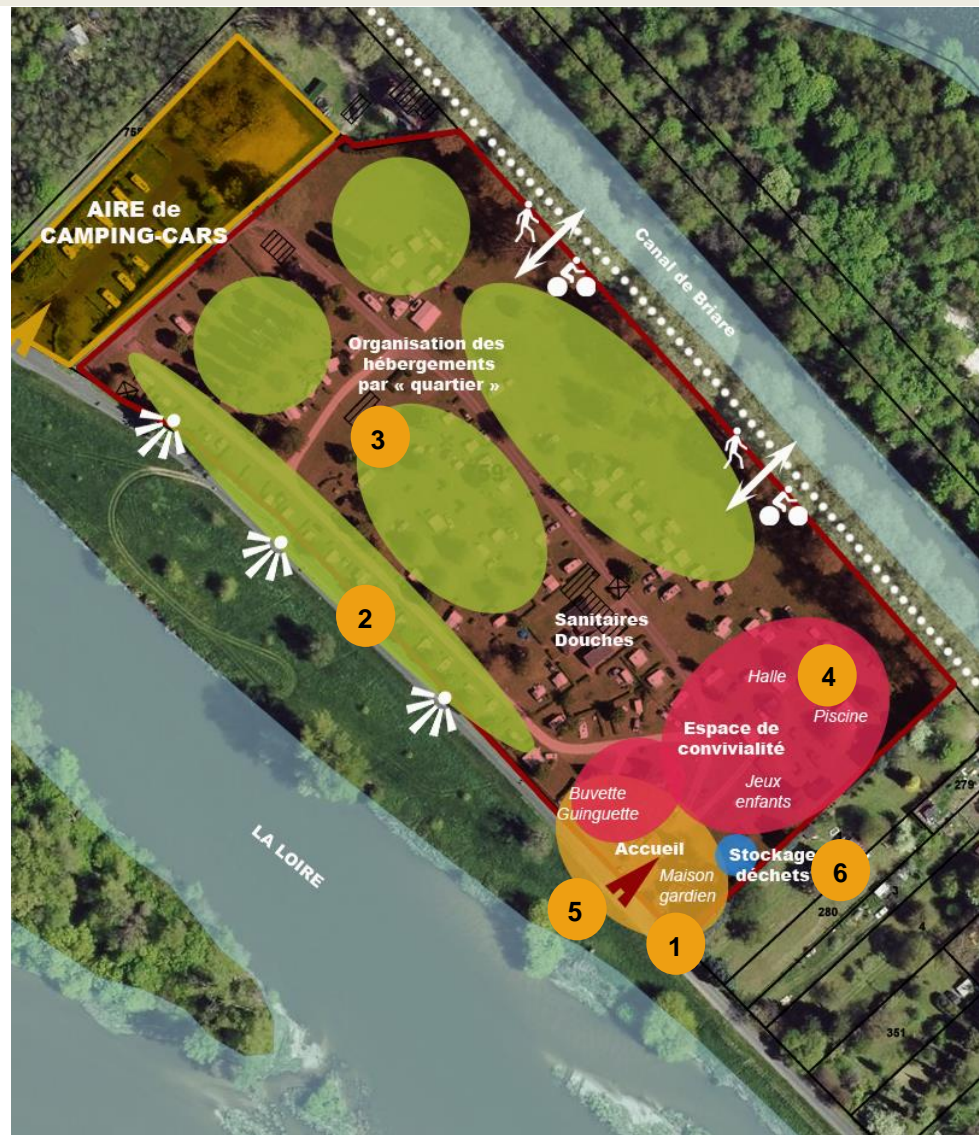 755
AIRE de
CAMPING-CARS
Canal de Briare
Organisation des
hébergements
par « quartier »
3
2
Sanitaires
Douches
Halle
4
Piscine
Espace de
convivialité
279
Jeux
enfants
Buvette
Guinguette
LA LOIRE
Accueil
Stockage
déchets
6
Maison
gardien
5
280
1
351